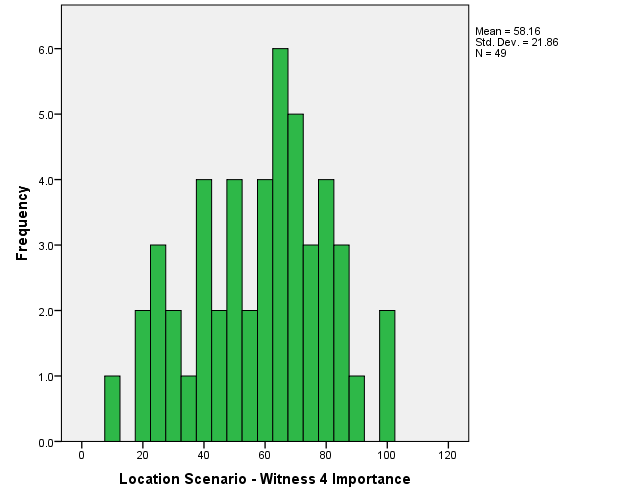 Mean = 58.16
Std. Dev. = 21.86
N = 49
6.0
5.0
4.0
3.0
2.0
1.0
0.0
Frequency
0 20 40 60 80 100 120
Location Scenario - Witness 4 Importance